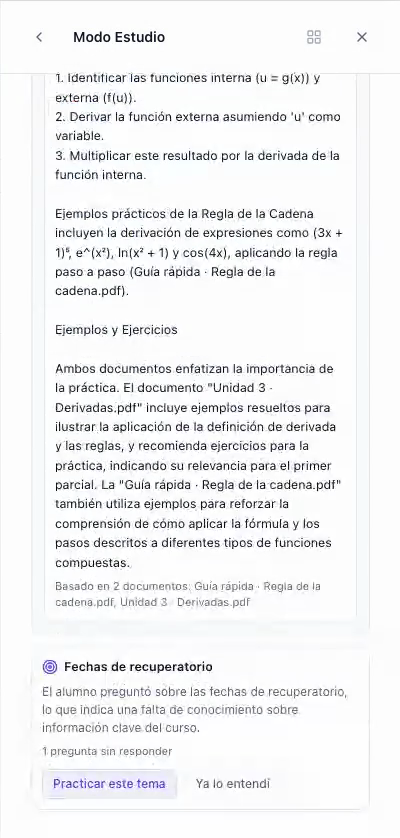 Modo Estudio
1. Identificar las funciones interna (u = g(x)) y
externa (f(u)).
2. Derivar la función externa asumiendo 'u' como
variable.
3. Multiplicar este resultado por la derivada de la
función interna.
Ejemplos prácticos de la Regla de la Cadena
incluyen la derivación de expresiones como (3x +
1)⁵, e^(x²), ln(x² + 1) y cos(4x), aplicando la regla
paso a paso (Guía rápida · Regla de la
cadena.pdf).
Ejemplos y Ejercicios
Ambos documentos enfatizan la importancia de
la práctica. El documento "Unidad 3 ·
Derivadas.pdf" incluye ejemplos resueltos para
ilustrar la aplicación de la definición de derivada
y las reglas, y recomienda ejercicios para la
práctica, indicando su relevancia para el primer
parcial. La "Guía rápida · Regla de la cadena.pdf"
también utiliza ejemplos para reforzar la
comprensión de cómo aplicar la fórmula y los
pasos descritos a diferentes tipos de funciones
compuestas.
Basado en 2 documentos: Guía rápida · Regla de la
cadena.pdf, Unidad 3 · Derivadas.pdf
Fechas de recuperatorio
El alumno preguntó sobre las fechas de recuperatorio,
lo que indica una falta de conocimiento sobre
información clave del curso.
1 pregunta sin responder
Practicar este tema
Ya lo entendí